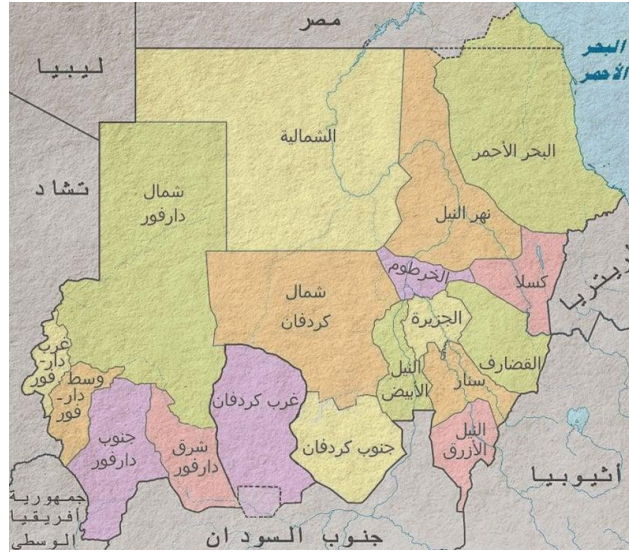 مصر
البحر
الأحمر
ليبيا
الشمالية
البحر الأحمر
تشاد
شمال
دارفور
نهر النيل
الخرطوم
كسلا
إريتريا
شمال
كردفان
الجزيرة
القضارف
النيل
الأبيض
سنار
غرب
دار-
فور
وسط
دار-
فور
غرب كردفان
جنوب
دارفور
شرق
دارفور
جنوب كردفان
النيل
الأزرق
أثيوبيا
جمهورية
أفريقيا
الوسطى
جنوب السودان